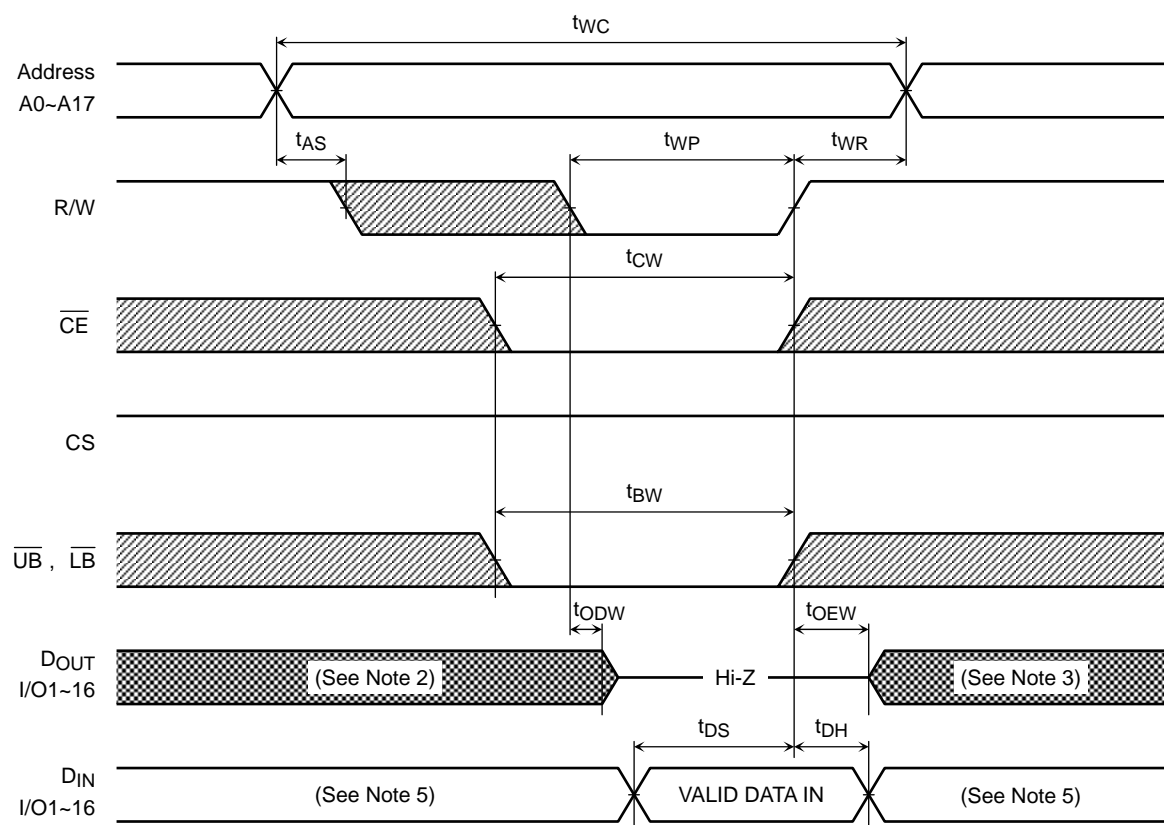 tWC
Address
A0~A17
tAS
tWP
tWR
R/W
tCW
CE
CS
tBW
UB , LB
tODW
tOEW
DOUT
I/O1~16
(See Note 2)
Hi-Z
(See Note 3)
tDS
tDH
DIN
I/O1~16
(See Note 5)
VALID DATA IN
(See Note 5)